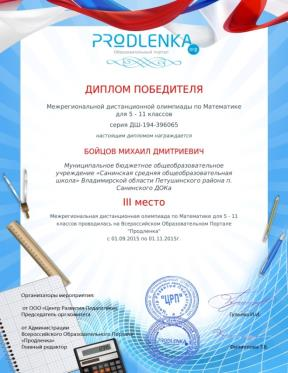 PRODLENKA
Образовательный портал
ДИПЛОМ ПОБЕДИТЕЛЯ
Межрегиональной дистанционной олимпиады по Математике
для 5 - 11 классов
серия ДШ-194-396065
настоящим дипломом награждается
БОЙЦОВ МИХАИЛ ДМИТРИЕВИЧ
Муниципальное бюджетное общеобразовательное
учреждение «Санинская средняя общеобразовательная
школа» Владимирской области Петушинского района п.
Санинского ДОКа
III место
Межрегиональная дистанционная олимпиада по Математике для 5 - 11
классов проводилась на Всероссийском Образовательном Портале
"Продленка"
с 01.09.2015 по 01.11.2015г.
Организаторы мероприятия:
от ООО «Центр Развития Педагогики»
Председатель орг.комитета
"ЦРП"
от Администрации
Всероссийского Образовательного Портала
«Продленка»
Главный редактор
PRODLENKA